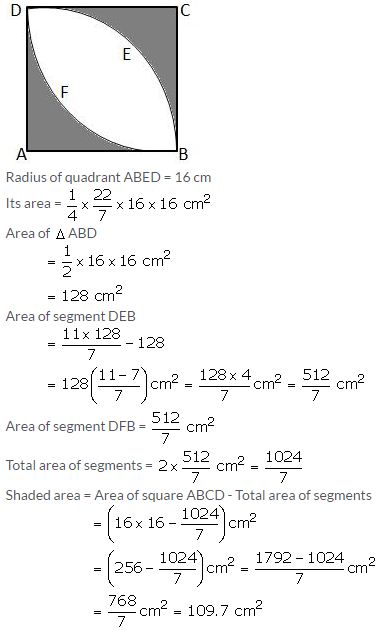 D C
E
F
A B
Radius of quadrant ABED = 16 cm
Its area = 1/4 × 22/7 × 16 × 16 cm²
Area of △ ABD
= 1/2 × 16 × 16 cm²
= 128 cm²
Area of segment DEB
= (11 × 128)/7 − 128
= 128((11 − 7)/7)cm² = (128 × 4)/7 cm² = 512/7 cm²
Area of segment DFB = 512/7 cm²
Total area of segments = 2 × 512/7 cm² = 1024/7
Shaded area = Area of square ABCD - Total area of segments
= (16 × 16 − 1024/7)cm²
= (256 − 1024/7)cm² = (1792 − 1024)/7 cm²
= 768/7 cm² = 109.7 cm²